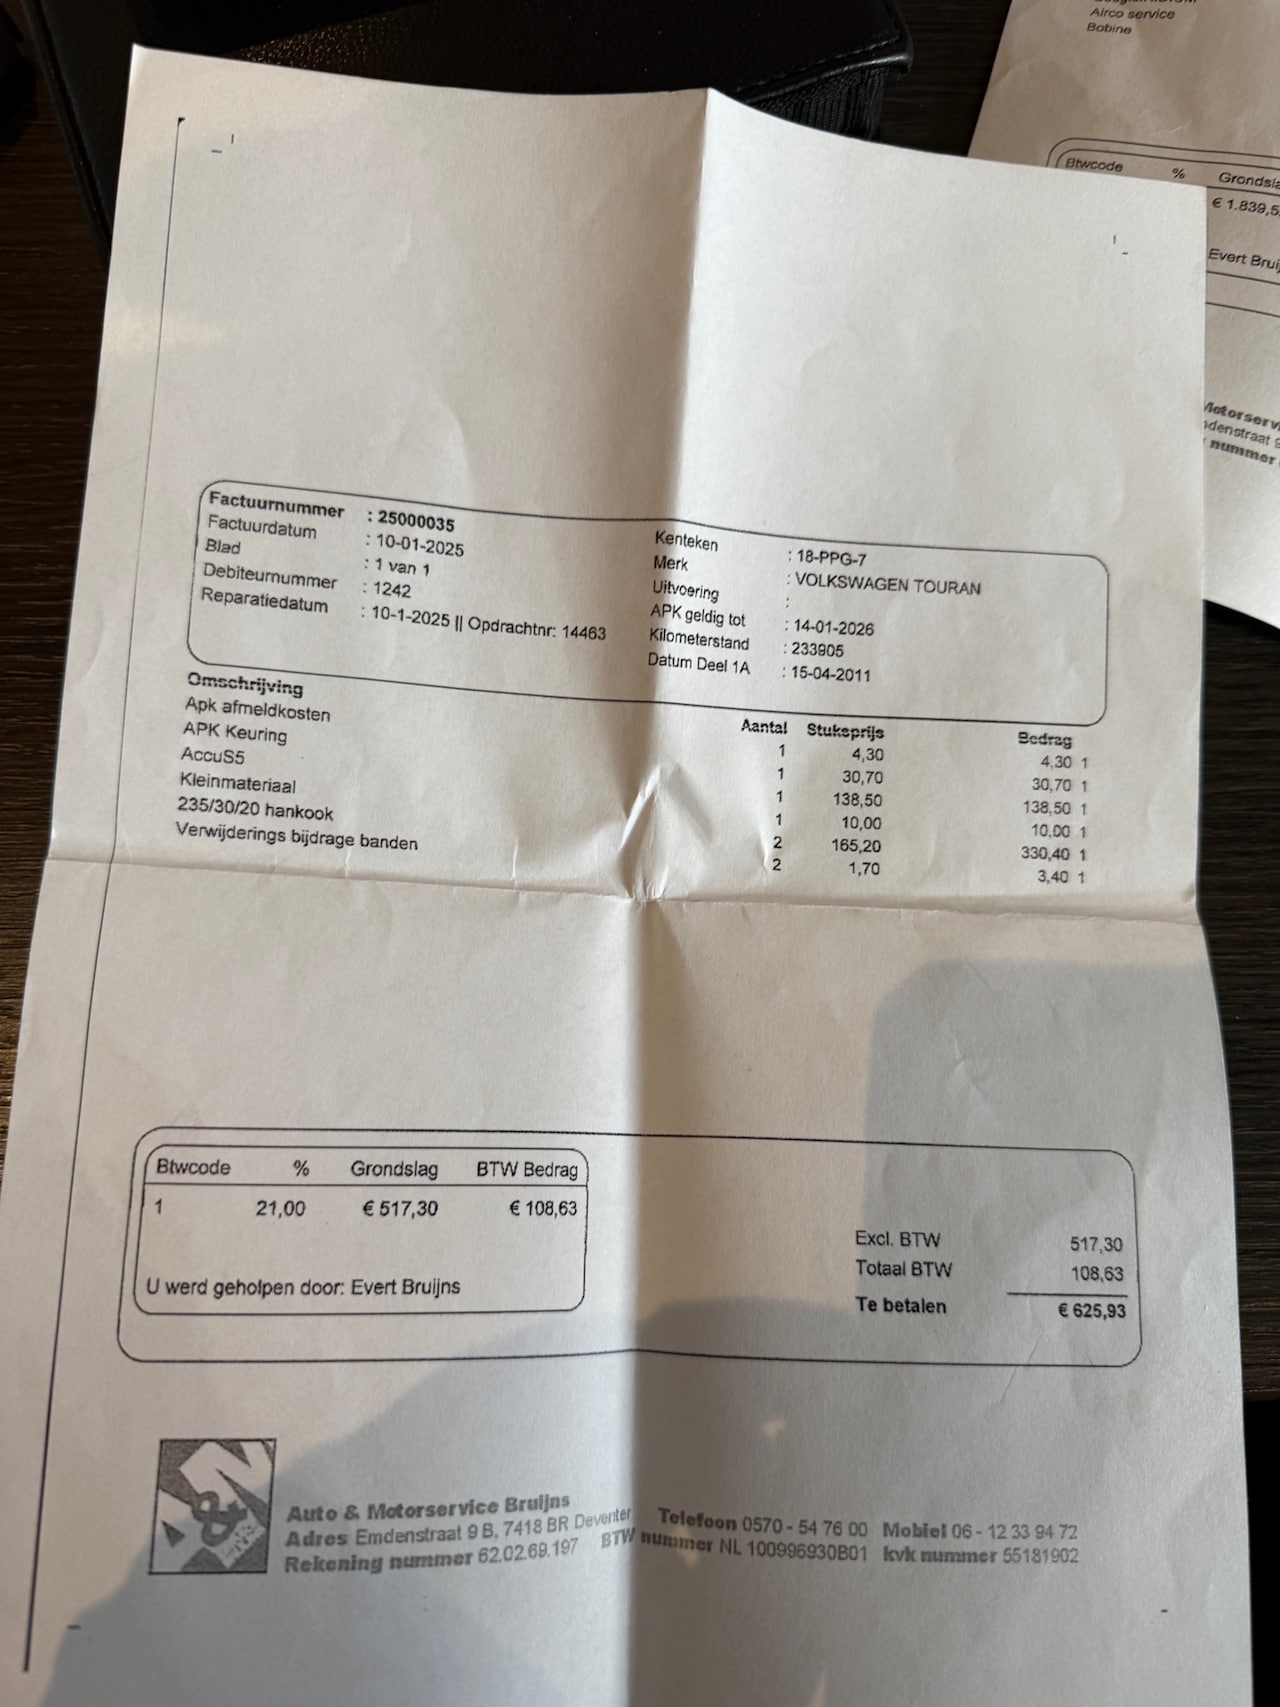 Airco service
Bobine
Btwcode % 
€ 1.839,5
Evert
nummer
Factuurnummer : 25000035
Factuurdatum : 10-01-2025
Blad : 1 van 1
Debiteurnummer : 1242
Reparatiedatum : 10-1-2025 || Opdrachtnr: 14463
Kenteken : 18-PPG-7
Merk : VOLKSWAGEN TOURAN
Uitvoering :
APK geldig tot : 14-01-2026
Kilometerstand : 233905
Datum Deel 1A : 15-04-2011
Omschrijving Aantal Stuksprijs Bedrag
Apk afmeldkosten 1 4,30 4,30 1
APK Keuring 1 30,70 30,70 1
AccuS5 1 138,50 138,50 1
Kleinmateriaal 1 10,00 10,00 1
235/30/20 hankook 2 165,20 330,40 1
Verwijderings bijdrage banden 2 1,70 3,40 1
Btwcode % Grondslag BTW Bedrag
1 21,00 € 517,30 € 108,63
U werd geholpen door: Evert Bruijns
Excl. BTW 517,30
Totaal BTW 108,63
Te betalen € 625,93
Auto & Motorservice Bruijns
Adres Emdenstraat 9 B, 7418 BR Deventer Telefoon 0570 - 54 76 00 Mobiel 06 - 12 33 94 72
Rekening nummer 62.02.69.197 BTW nummer NL 100996930B01 kvk nummer 55181902